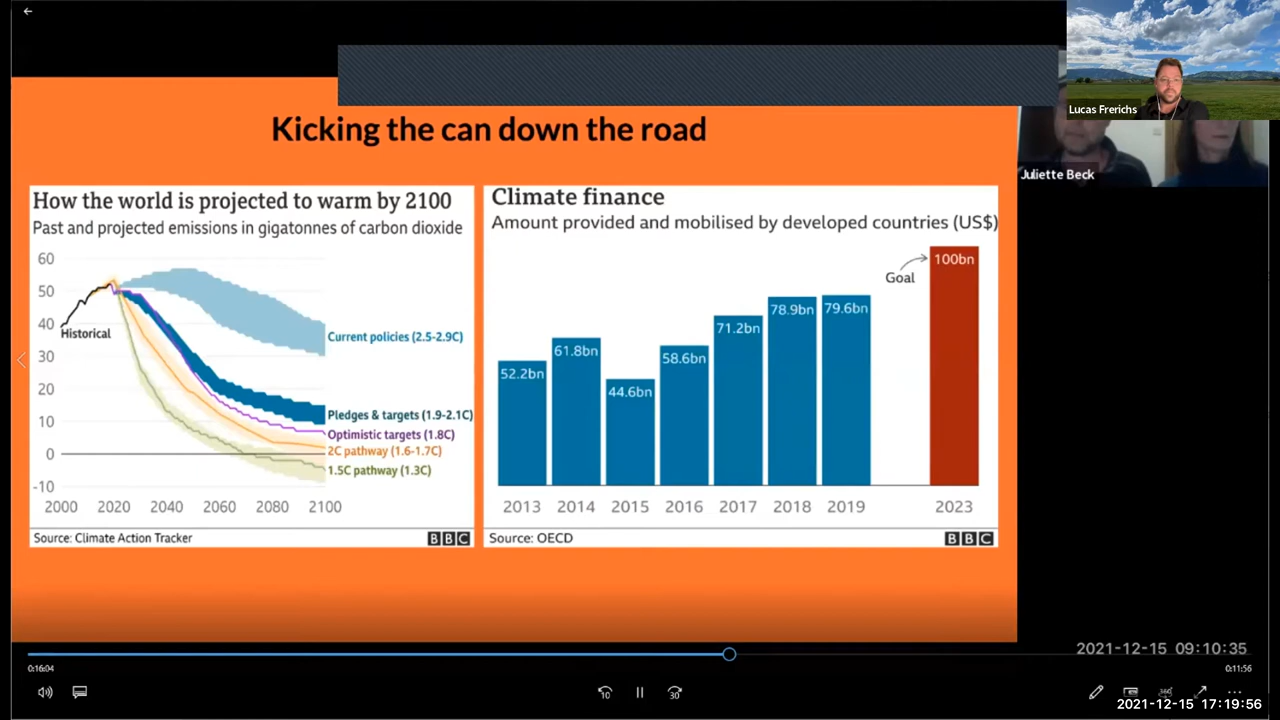 Lucas Frerichs
Juliette Beck
Kicking the can down the road
How the world is projected to warm by 2100
Past and projected emissions in gigatonnes of carbon dioxide
60
50
40
30
20
10
0
-10
Historical
Current policies (2.5-2.9C)
Pledges & targets (1.9-2.1C)
Optimistic targets (1.8C)
2C pathway (1.6-1.7C)
1.5C pathway (1.3C)
2000 2020 2040 2060 2080 2100
Source: Climate Action Tracker
BBC
Climate finance
Amount provided and mobilised by developed countries (US$)
52.2bn
61.8bn
44.6bn
58.6bn
71.2bn
78.9bn
79.6bn
Goal
100bn
2013 2014 2015 2016 2017 2018 2019 2023
Source: OECD
BBC
2021-12-15 09:10:35
0:16:04
0:11:56
10
30
360
2021-12-15 17:19:56